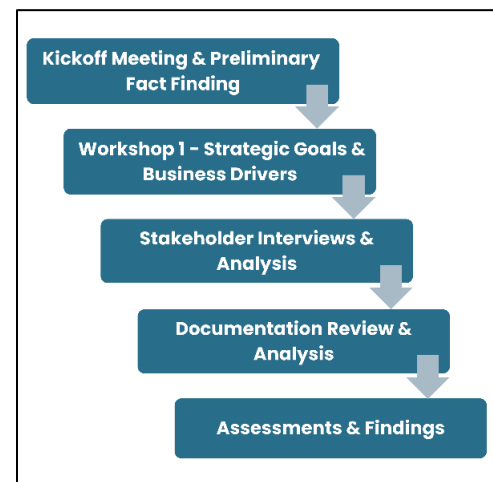 Kickoff Meeting & Preliminary
Fact Finding
Workshop 1 - Strategic Goals &
Business Drivers
Stakeholder Interviews &
Analysis
Documentation Review &
Analysis
Assessments & Findings